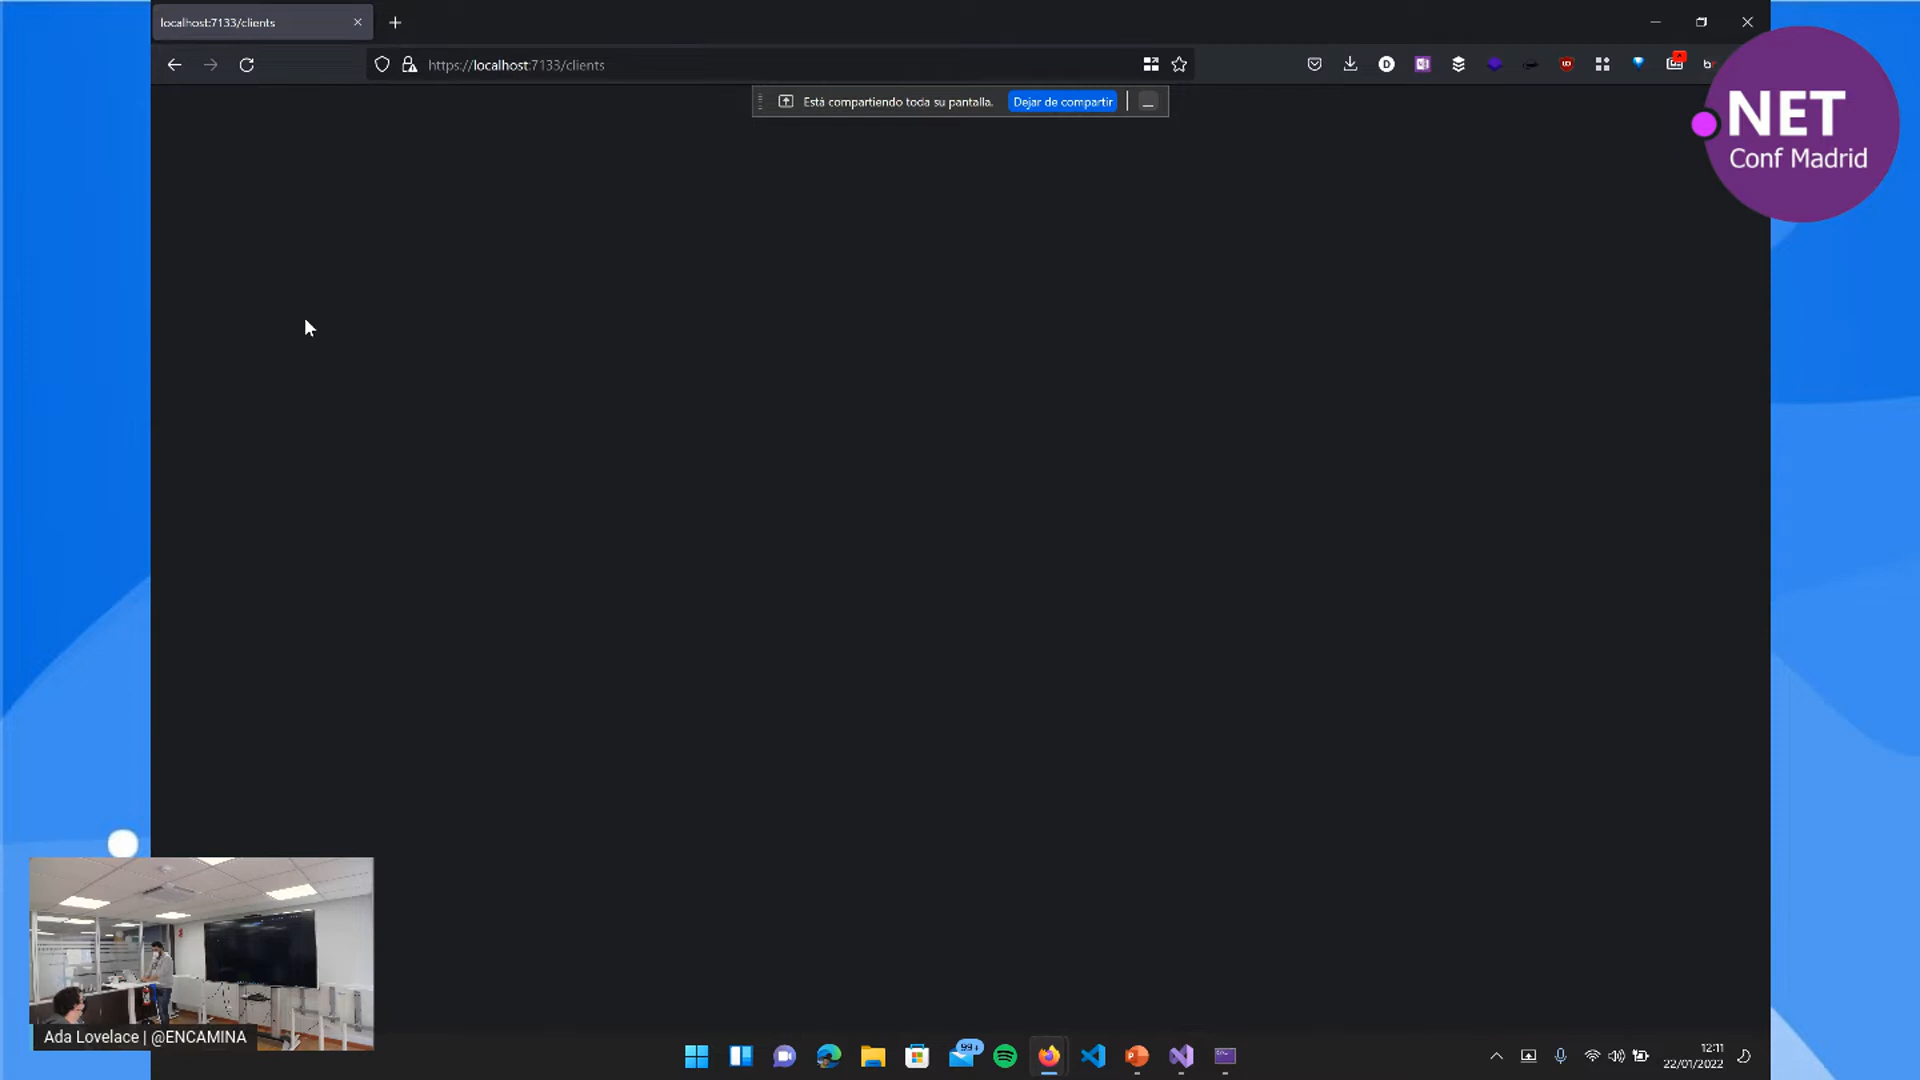 localhost:7133/clients
https://localhost:7133/clients
Está compartiendo toda su pantalla.
Dejar de compartir
NET
Conf Madrid
Ada Lovelace | @ENCAMINA
99+
12:11
22/01/2022